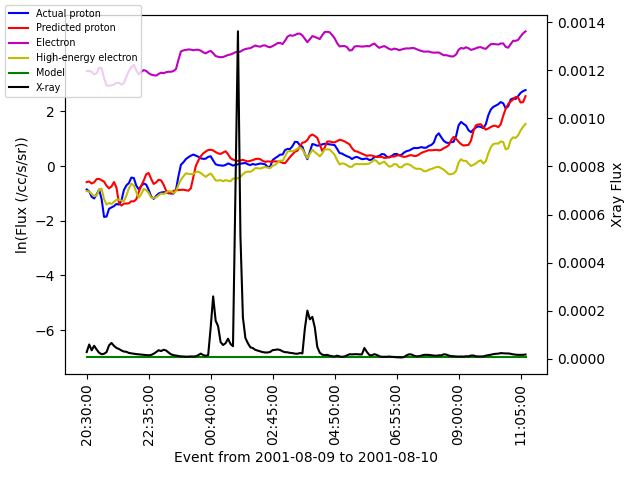 Actual proton
Predicted proton
Electron
High-energy electron
Model
X-ray
2
0
−2
−4
−6
ln(Flux (/cc/s/sr))
0.0014
0.0012
0.0010
0.0008
0.0006
0.0004
0.0002
0.0000
Xray Flux
20:30:00
22:35:00
00:40:00
02:45:00
04:50:00
06:55:00
09:00:00
11:05:00
Event from 2001-08-09 to 2001-08-10